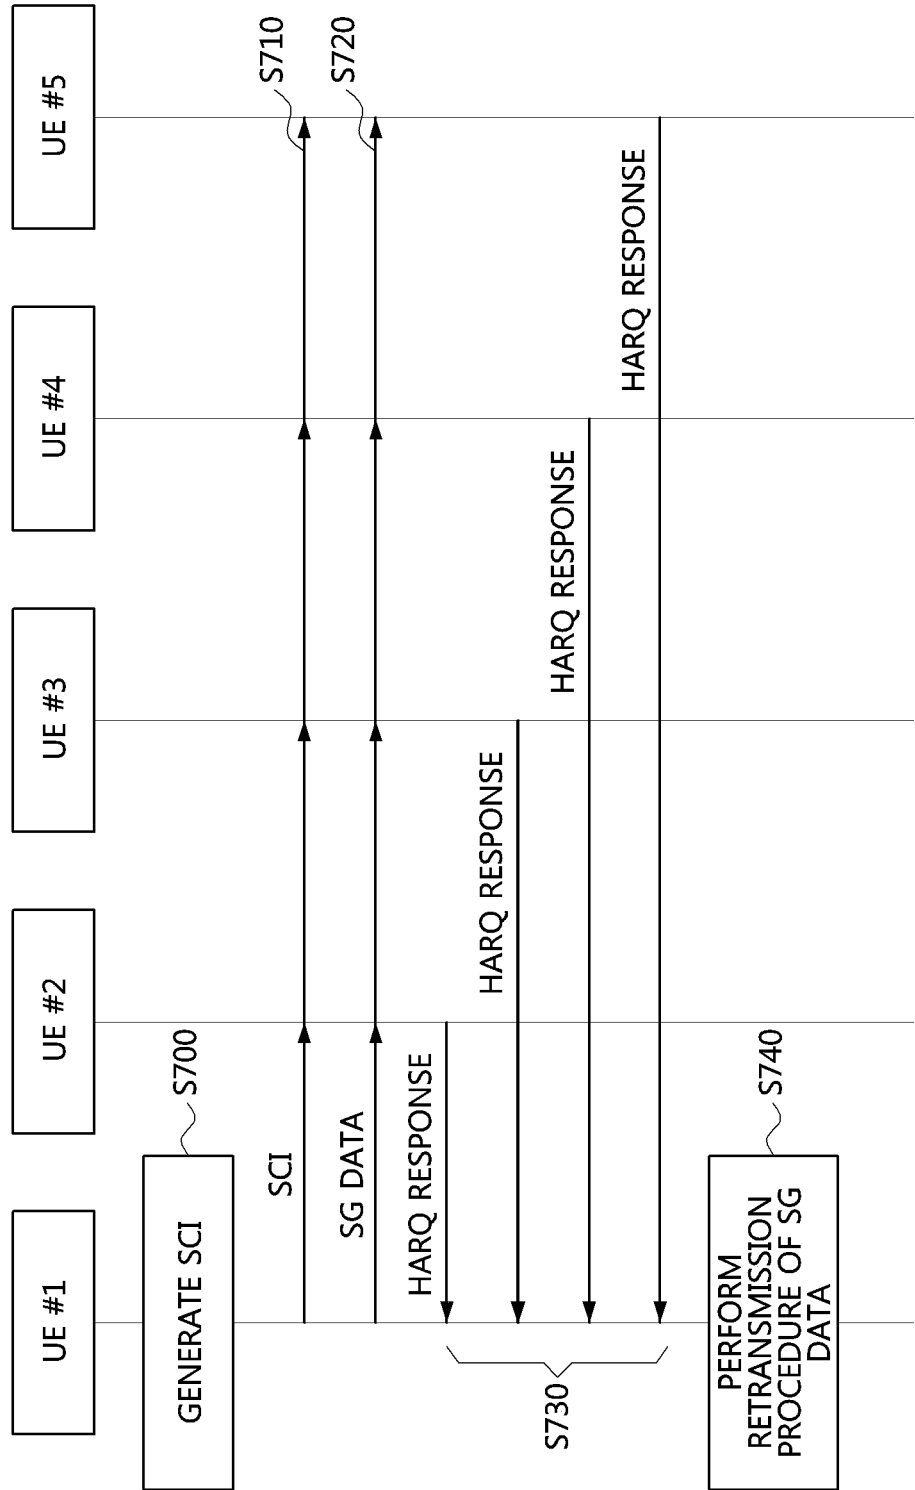 UE #1
UE #2
UE #3
UE #4
UE #5
GENERATE SCI
S700
SCI
S710
SG DATA
S720
HARQ RESPONSE
HARQ RESPONSE
HARQ RESPONSE
HARQ RESPONSE
S730
PERFORM
RETRANSMISSION
PROCEDURE OF SG
DATA
S740